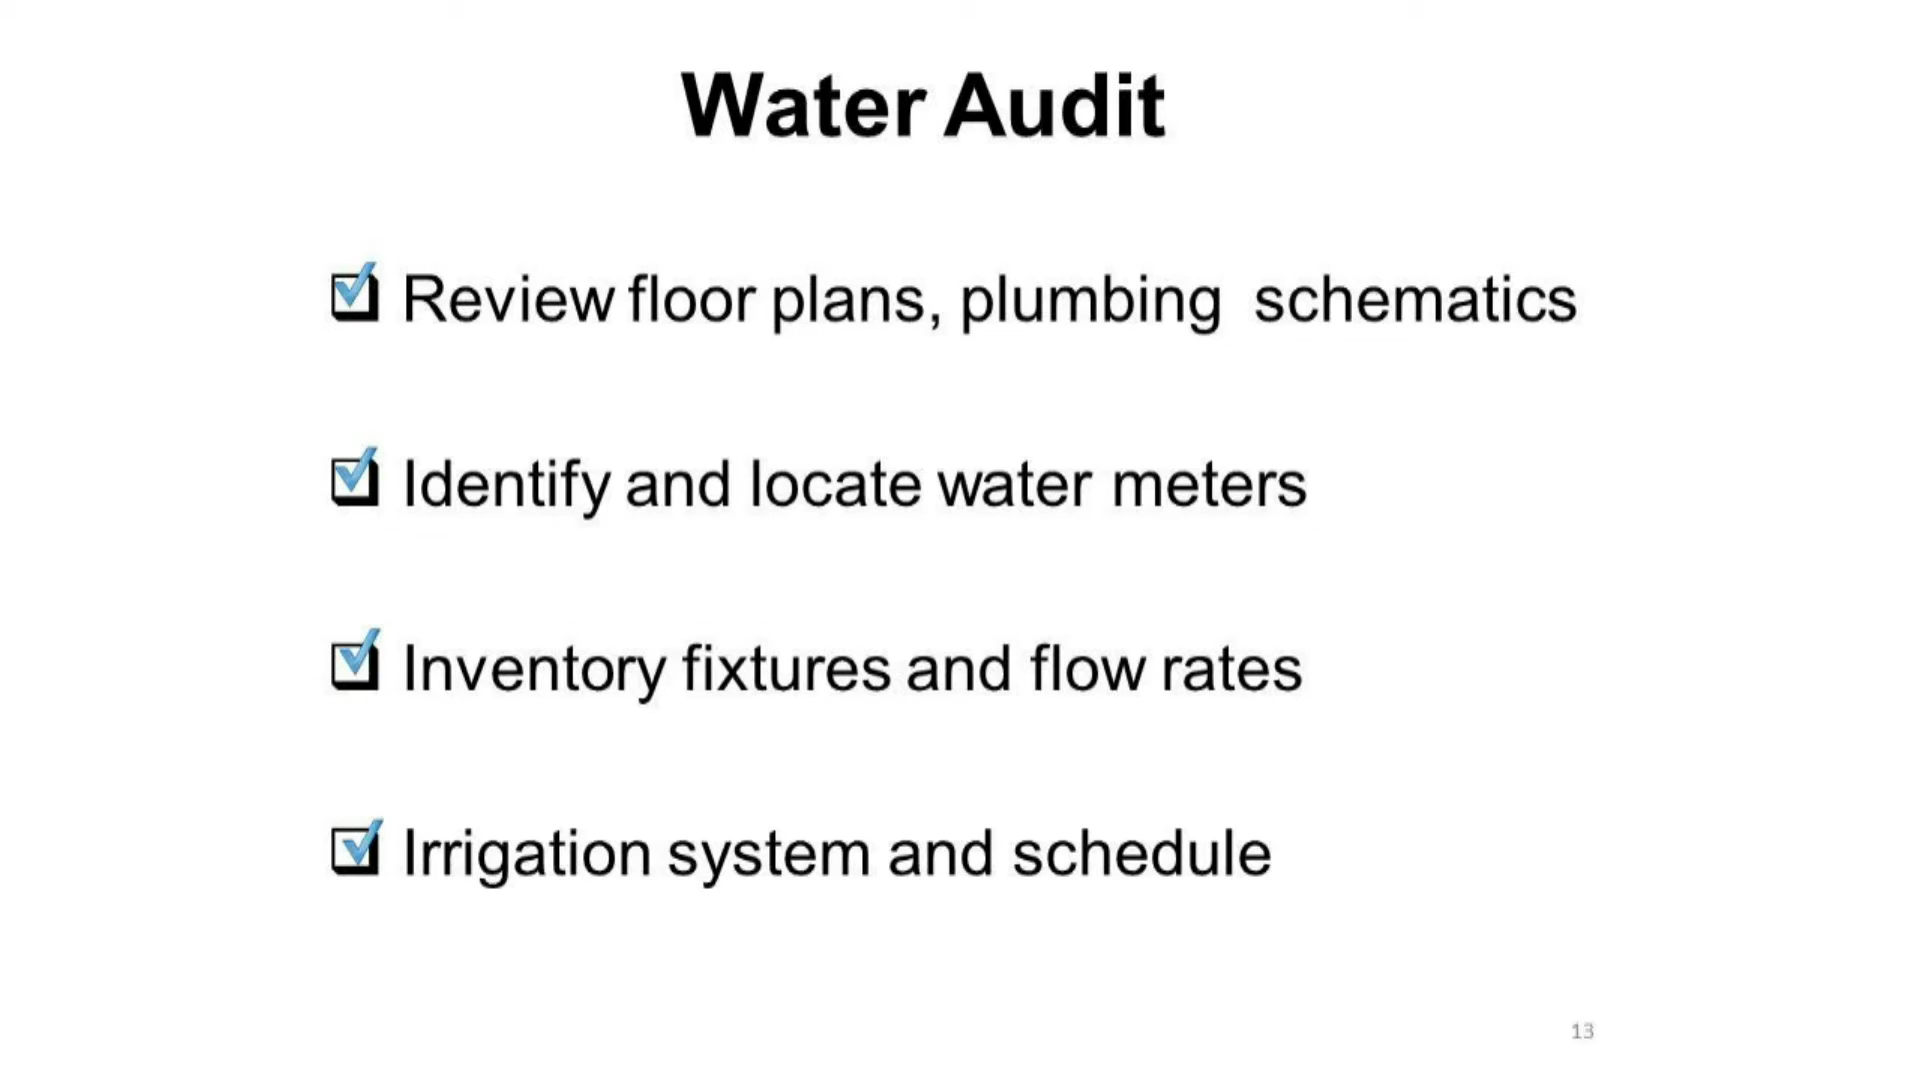 Water Audit
Review floor plans, plumbing schematics
Identify and locate water meters
Inventory fixtures and flow rates
Irrigation system and schedule
13